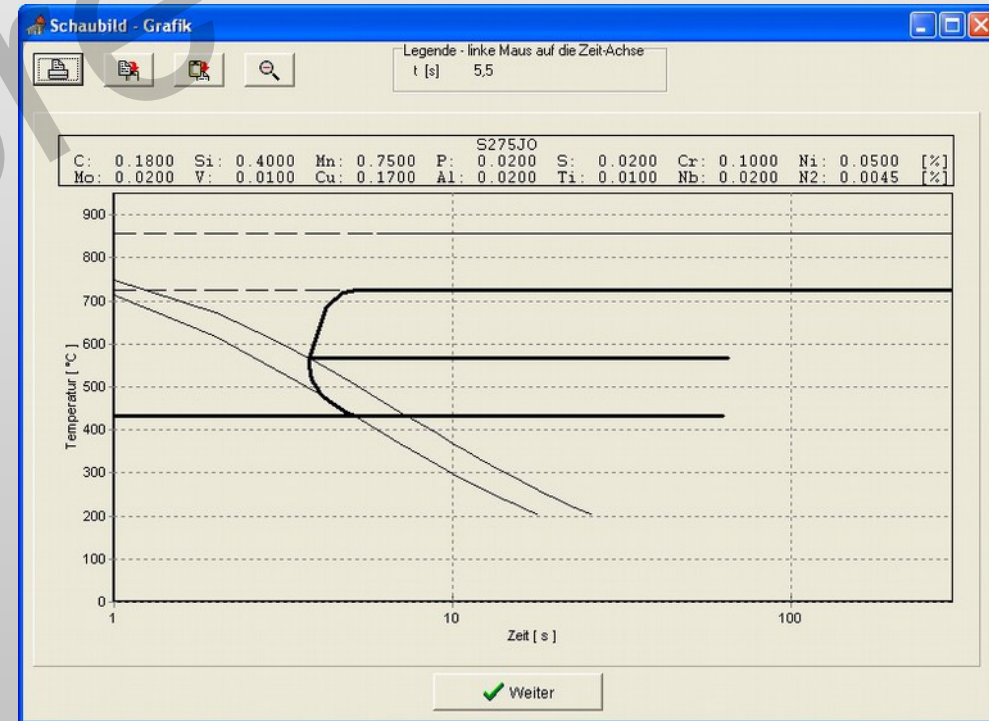 Schaubild - Grafik
Legende - linke Maus auf die Zeit-Achse
t [s] 5,5
S275JO
C: 0.1800 Si: 0.4000 Mn: 0.7500 P: 0.0200 S: 0.0200 Cr: 0.1000 Ni: 0.0500 [%]
Mo: 0.0200 V: 0.0100 Cu: 0.1700 Al: 0.0200 Ti: 0.0100 Nb: 0.0200 N2: 0.0045 [%]
900
800
700
600
500
400
300
200
100
0
Temperatur [ °C ]
1 10 100
Zeit [ s ]
Weiter